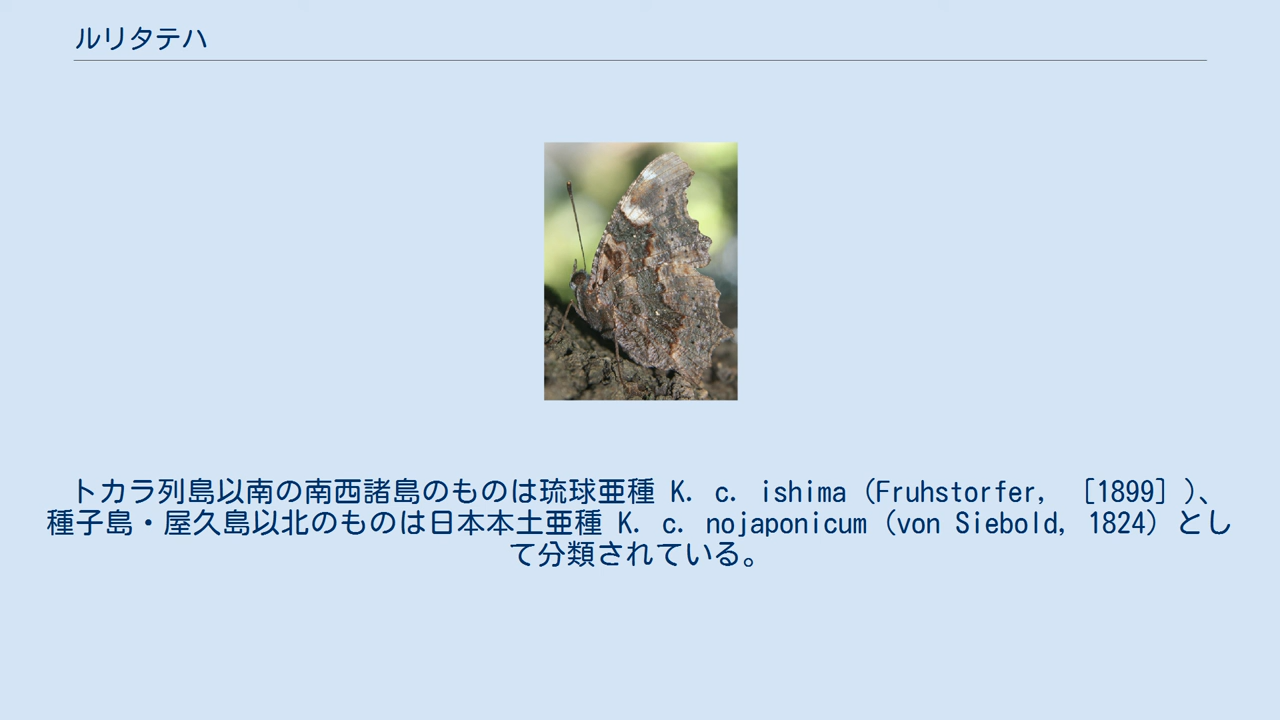 ルリタテハ
トカラ列島以南の南西諸島のものは琉球亜種 K. c. ishima (Fruhstorfer, [1899] )、
種子島・屋久島以北のものは日本本土亜種 K. c. nojaponicum (von Siebold, 1824) とし
て分類されている。